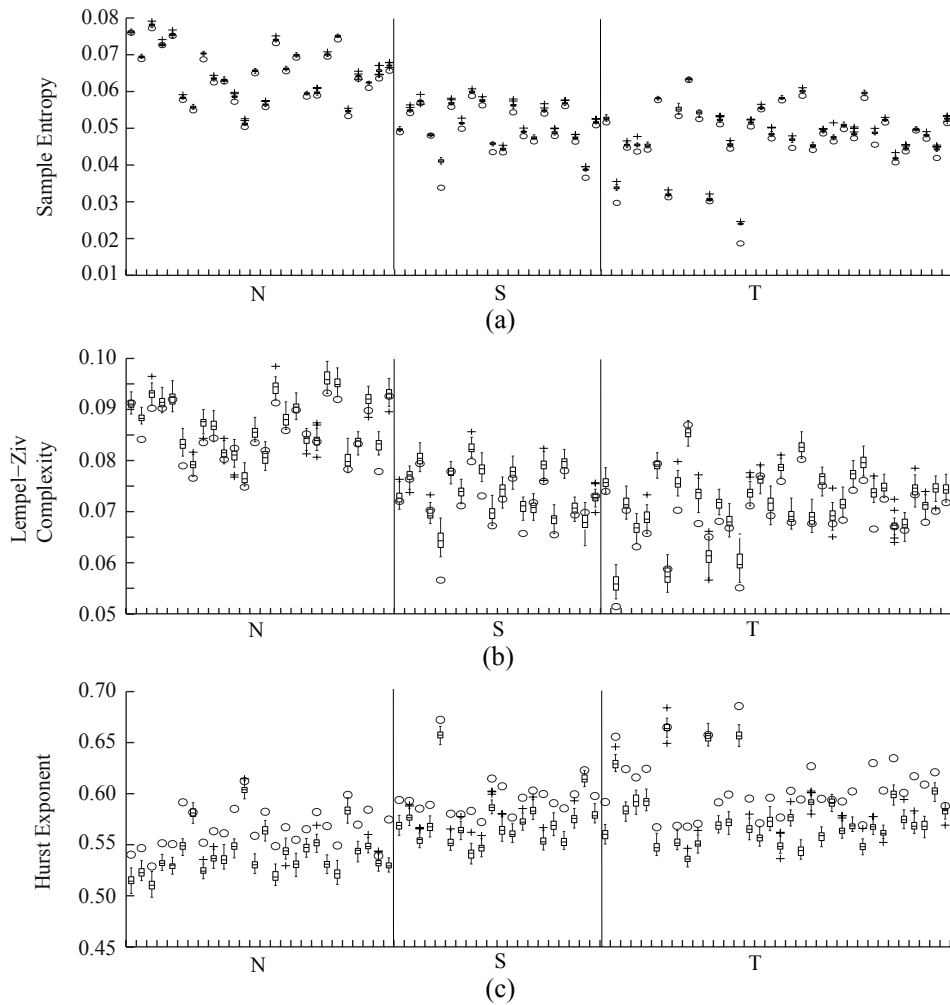 0.08
0.07
0.06
0.05
0.04
0.03
0.02
0.01
Sample Entropy
N S T
(a)
0.10
0.09
0.08
0.07
0.06
0.05
Lempel–Ziv
Complexity
N S T
(b)
0.70
0.65
0.60
0.55
0.50
0.45
Hurst Exponent
N S T
(c)